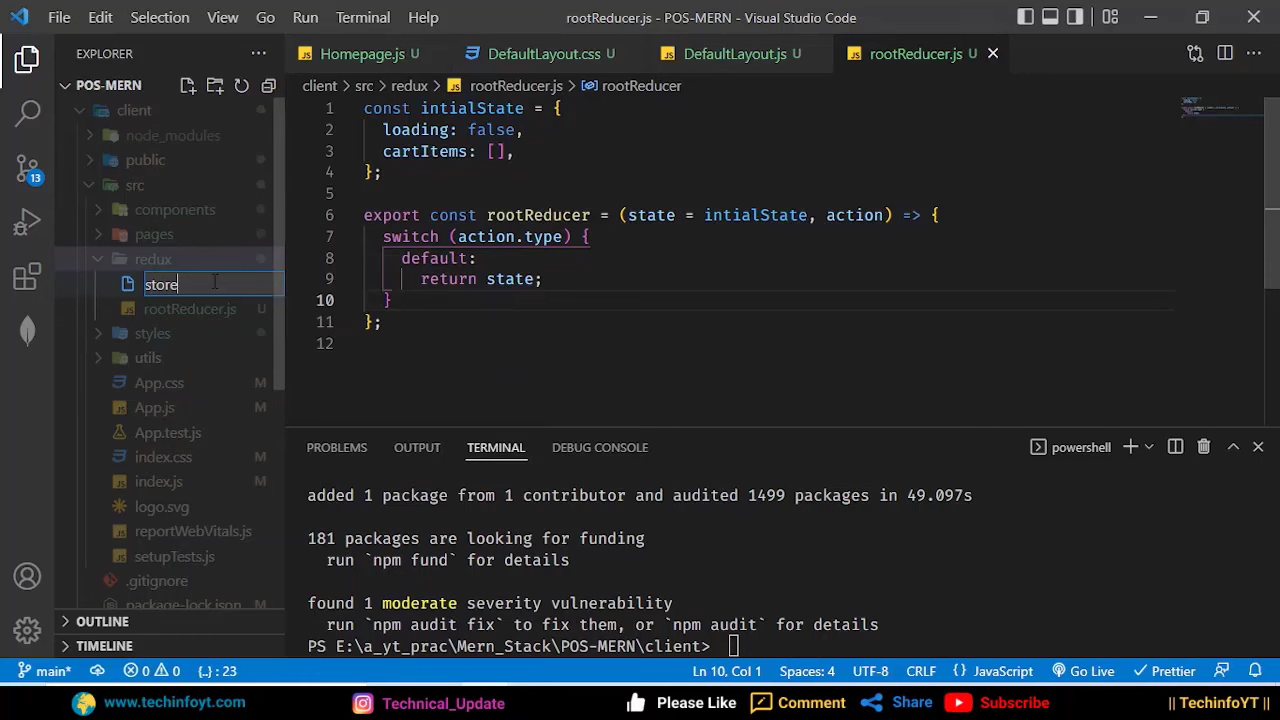 File Edit Selection View Go Run Terminal Help rootReducer.js - POS-MERN - Visual Studio Code
EXPLORER
Homepage.js U
DefaultLayout.css U
DefaultLayout.js U
rootReducer.js U
POS-MERN
client > src > redux > rootReducer.js > rootReducer
client
node_modules
public
src
components
pages
redux
store
rootReducer.js U
styles
utils
App.css M
App.js M
App.test.js
index.css M
index.js M
logo.svg
reportWebVitals.js
setupTests.js
.gitignore
package-lock.json
OUTLINE
TIMELINE
13
1 const intialState = {
2 loading: false,
3 cartItems: [],
4 };
5
6 export const rootReducer = (state = intialState, action) => {
7 switch (action.type) {
8 default:
9 return state;
10 }
11 };
12
PROBLEMS OUTPUT TERMINAL DEBUG CONSOLE powershell
added 1 package from 1 contributor and audited 1499 packages in 49.097s
181 packages are looking for funding
run `npm fund` for details
found 1 moderate severity vulnerability
run `npm audit fix` to fix them, or `npm audit` for details
PS E:\a_yt_prac\Mern_Stack\POS-MERN\client>
main* 0 0 {..} : 23 Ln 10, Col 1 Spaces: 4 UTF-8 CRLF {} JavaScript Go Live Prettier
www.techinfoyt.com Technical_Update Please Like Comment Share Subscribe || TechinfoYT ||